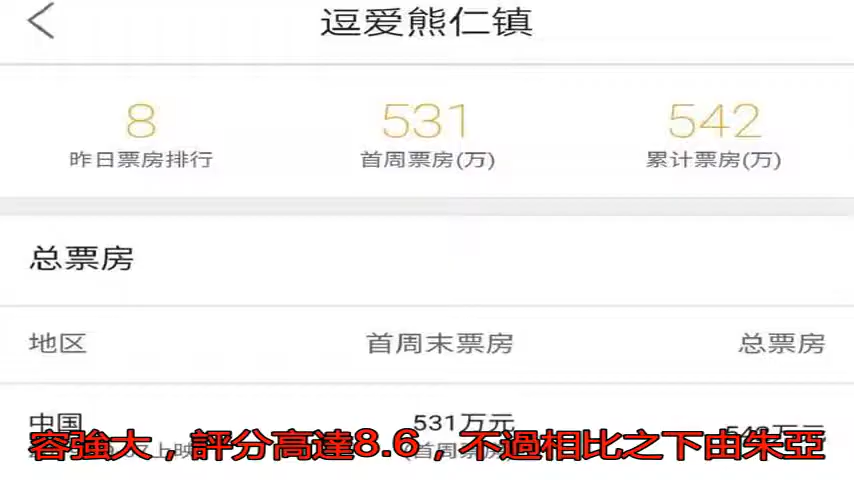 逗爱熊仁镇
8 531 542
昨日票房排行 首周票房(万) 累计票房(万)
总票房
地区 首周末票房 总票房
中国 531万元
容強大，評分高達8.6，不過相比之下由朱亞